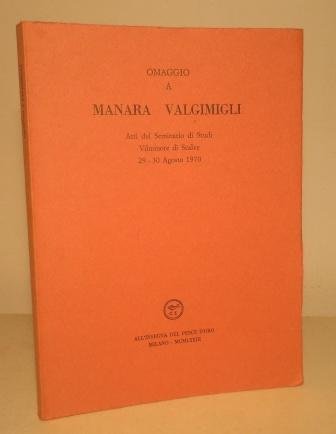 OMAGGIO
A
MANARA VALGIMIGLI
Atti del Seminario di Studi
Vilminore di Scalve
29 - 30 Agosto 1970
ALL'INSEGNA DEL PESCE D'ORO
MILANO - MCMLXXIII